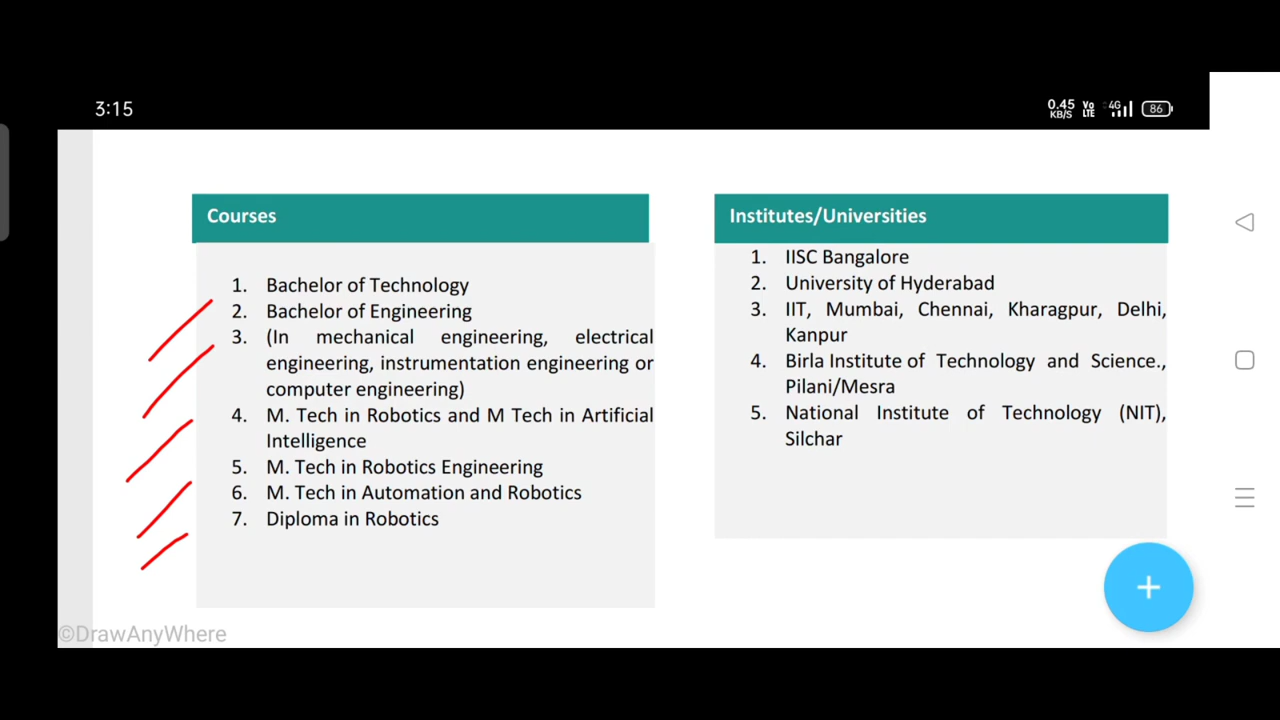 3:15
0.45 KB/S Vo LTE 4G 86
Courses
1. Bachelor of Technology
2. Bachelor of Engineering
3. (In mechanical engineering, electrical
engineering, instrumentation engineering or
computer engineering)
4. M. Tech in Robotics and M Tech in Artificial
Intelligence
5. M. Tech in Robotics Engineering
6. M. Tech in Automation and Robotics
7. Diploma in Robotics
Institutes/Universities
1. IISC Bangalore
2. University of Hyderabad
3. IIT, Mumbai, Chennai, Kharagpur, Delhi,
Kanpur
4. Birla Institute of Technology and Science.,
Pilani/Mesra
5. National Institute of Technology (NIT),
Silchar
©DrawAnyWhere